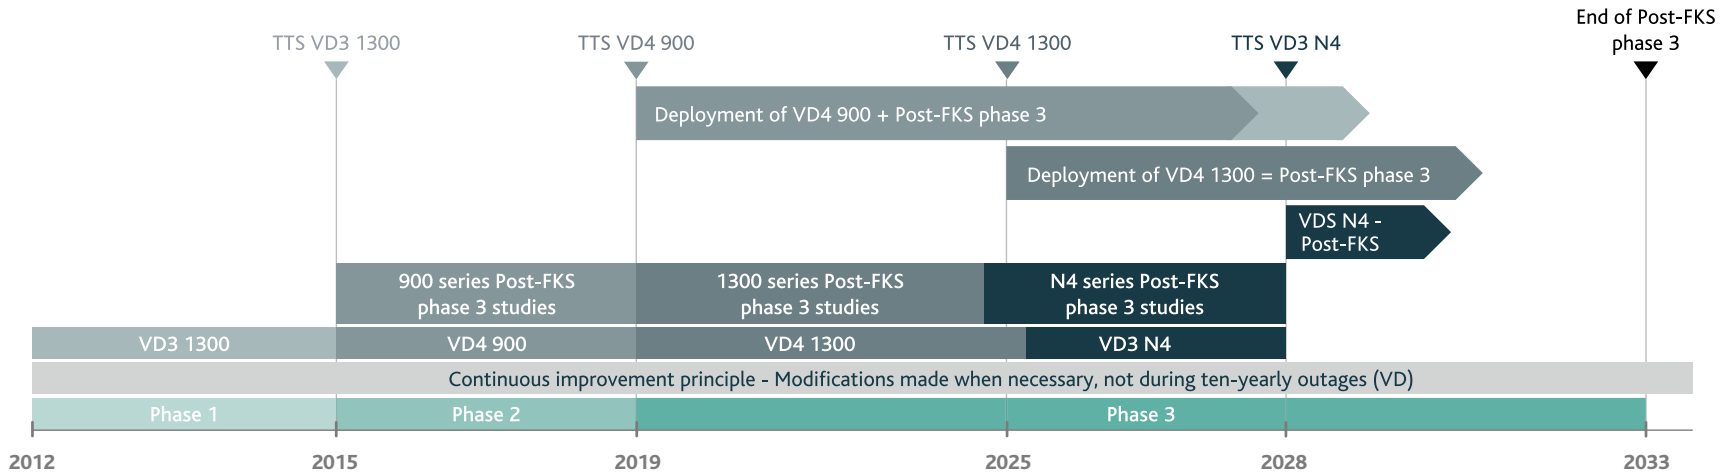 End of Post-FKS
phase 3
TTS VD3 1300
TTS VD4 900
TTS VD4 1300
TTS VD3 N4
Deployment of VD4 900 + Post-FKS phase 3
Deployment of VD4 1300 = Post-FKS phase 3
VDS N4 -
Post-FKS
900 series Post-FKS
phase 3 studies
1300 series Post-FKS
phase 3 studies
N4 series Post-FKS
phase 3 studies
VD3 1300
VD4 900
VD4 1300
VD3 N4
Continuous improvement principle - Modifications made when necessary, not during ten-yearly outages (VD)
Phase 1
Phase 2
Phase 3
2012
2015
2019
2025
2028
2033